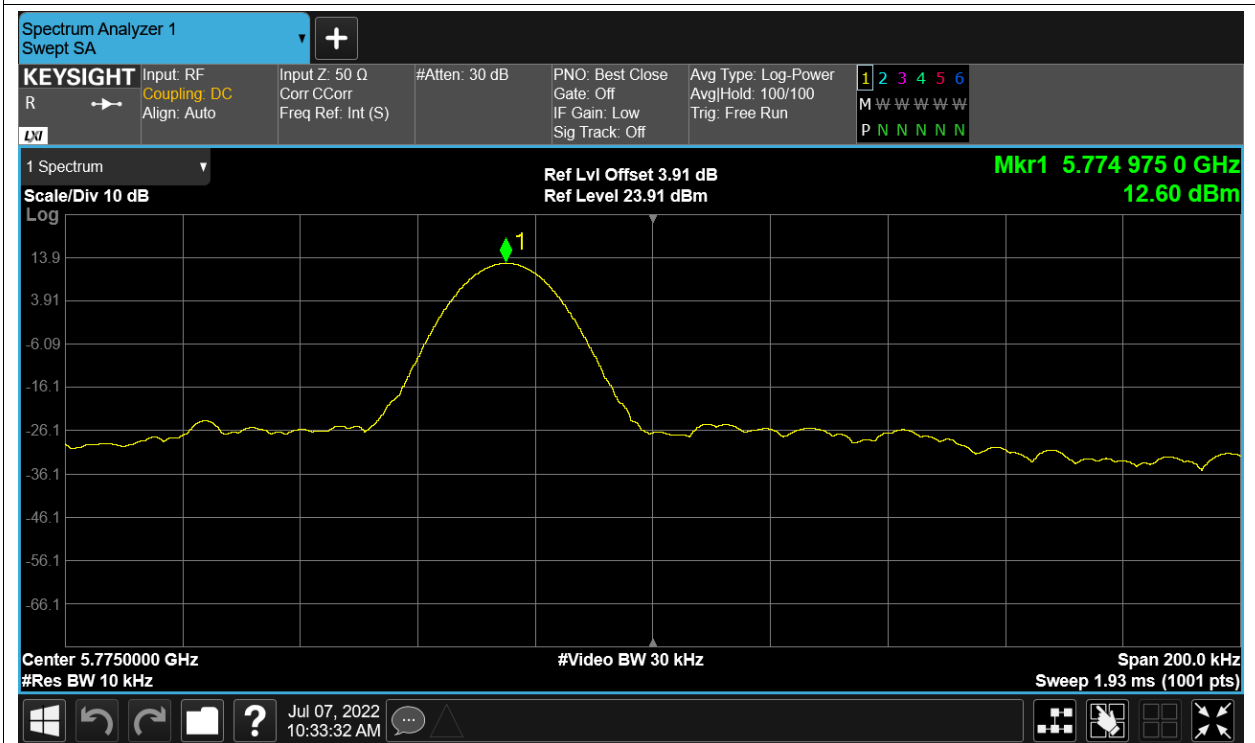 Spectrum Analyzer 1
Swept SA
KEYSIGHT
R
LXI
Input: RF
Coupling: DC
Align: Auto
Input Z: 50 Ω
Corr CCorr
Freq Ref: Int (S)
#Atten: 30 dB
PNO: Best Close
Gate: Off
IF Gain: Low
Sig Track: Off
Avg Type: Log-Power
Avg|Hold: 100/100
Trig: Free Run
1 2 3 4 5 6
M W W W W W W
P N N N N N N
1 Spectrum
Scale/Div 10 dB
Log
Ref Lvl Offset 3.91 dB
Ref Level 23.91 dBm
Mkr1 5.774 975 0 GHz
12.60 dBm
1
13.9
3.91
-6.09
-16.1
-26.1
-36.1
-46.1
-56.1
-66.1
Center 5.7750000 GHz
#Res BW 10 kHz
#Video BW 30 kHz
Span 200.0 kHz
Sweep 1.93 ms (1001 pts)
?
Jul 07, 2022
10:33:32 AM